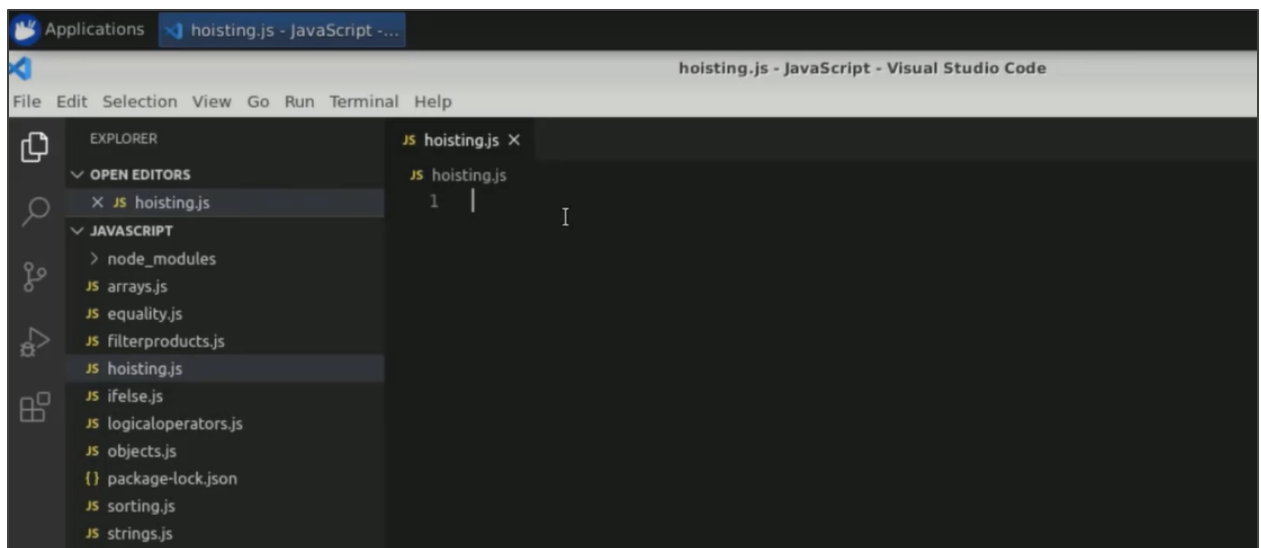 Applications hoisting.js - JavaScript -...
hoisting.js - JavaScript - Visual Studio Code
File Edit Selection View Go Run Terminal Help
EXPLORER
OPEN EDITORS
JS hoisting.js
JAVASCRIPT
node_modules
JS arrays.js
JS equality.js
JS filterproducts.js
JS hoisting.js
JS ifelse.js
JS logicaloperators.js
JS objects.js
{} package-lock.json
JS sorting.js
JS strings.js
JS hoisting.js
JS hoisting.js
1